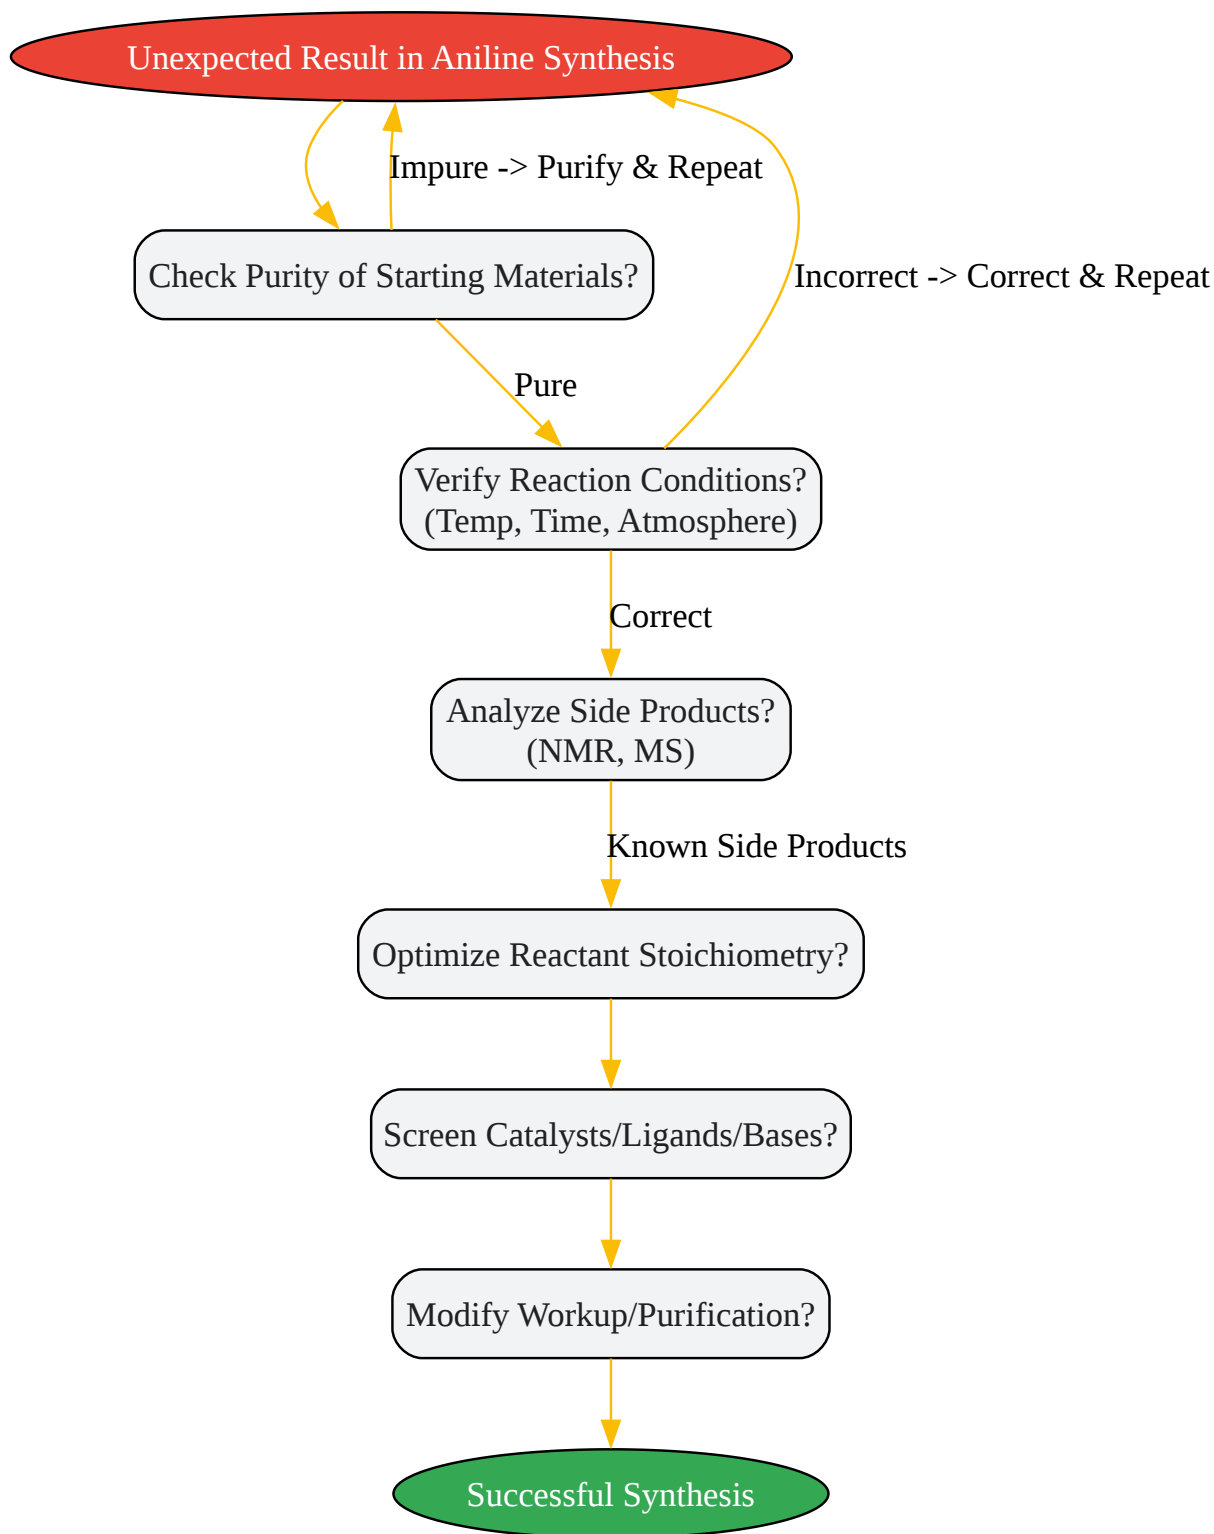 Unexpected Result in Aniline Synthesis
Impure -> Purify & Repeat
Check Purity of Starting Materials?
Incorrect -> Correct & Repeat
Pure
Verify Reaction Conditions?
(Temp, Time, Atmosphere)
Correct
Analyze Side Products?
(NMR, MS)
Known Side Products
Optimize Reactant Stoichiometry?
Screen Catalysts/Ligands/Bases?
Modify Workup/Purification?
Successful Synthesis